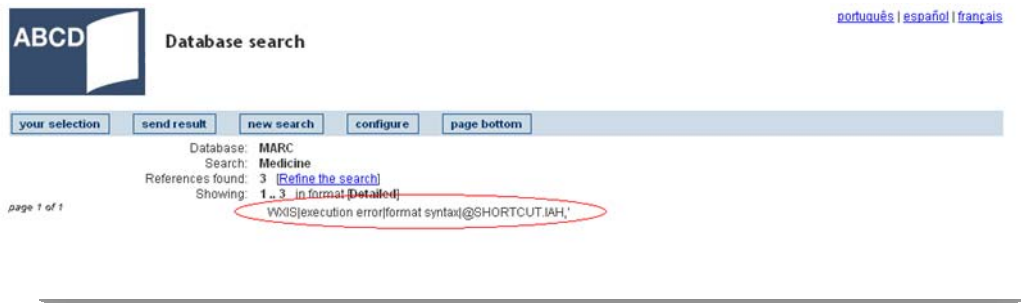 português | español | français
ABCD
Database search
your selection send result new search configure page bottom
Database: MARC
Search: Medicine
References found: 3 [Refine the search]
Showing: 1 .. 3 in format [Detailed]
page 1 of 1
WXIS|execution error|format syntax|@SHORTCUT.IAH,'